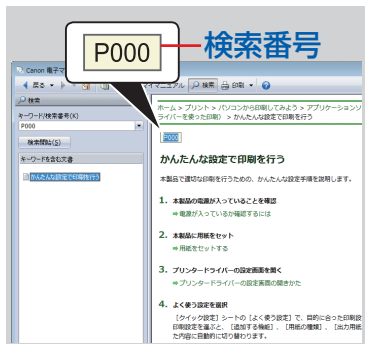 P000
検索番号
Canon 電子マ
戻る
イマニュアル 検索 印刷
検索
キーワード/検索番号(K)
P000
検索開始(S)
キーワードを含む文書
かんたんな設定で印刷を行う
ホーム > プリント > パソコンから印刷してみよう > アプリケーションソ
ライバーを使った印刷) > かんたんな設定で印刷を行う
P000
かんたんな設定で印刷を行う
本製品で適切な印刷を行うための、かんたんな設定手順を説明します。
1. 本製品の電源が入っていることを確認
⇒電源が入っているか確認するには
2. 本製品に用紙をセット
⇒用紙をセットする
3. プリンタードライバーの設定画面を開く
⇒プリンタードライバーの設定画面の開きかた
4. よく使う設定を選択
[クイック設定] シートの [よく使う設定] で、目的に合った印刷設
印刷設定を選ぶと、[追加する機能]、[用紙の種類]、[出力用紙
た内容に自動的に切り替わります。